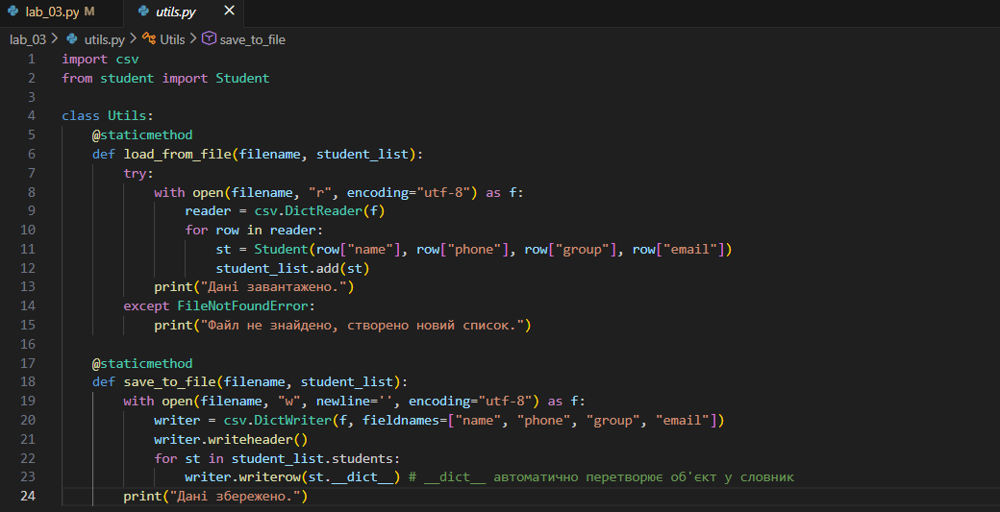 lab_03.py M utils.py ×
lab_03 > utils.py > Utils > save_to_file
1 import csv
2 from student import Student
3
4 class Utils:
5     @staticmethod
6     def load_from_file(filename, student_list):
7         try:
8             with open(filename, "r", encoding="utf-8") as f:
9                 reader = csv.DictReader(f)
10                 for row in reader:
11                     st = Student(row["name"], row["phone"], row["group"], row["email"])
12                     student_list.add(st)
13             print("Дані завантажено.")
14         except FileNotFoundError:
15             print("Файл не знайдено, створено новий список.")
16
17     @staticmethod
18     def save_to_file(filename, student_list):
19         with open(filename, "w", newline='', encoding="utf-8") as f:
20             writer = csv.DictWriter(f, fieldnames=["name", "phone", "group", "email"])
21             writer.writeheader()
22             for st in student_list.students:
23                 writer.writerow(st.__dict__) # __dict__ автоматично перетворює об'єкт у словник
24         print("Дані збережено.")